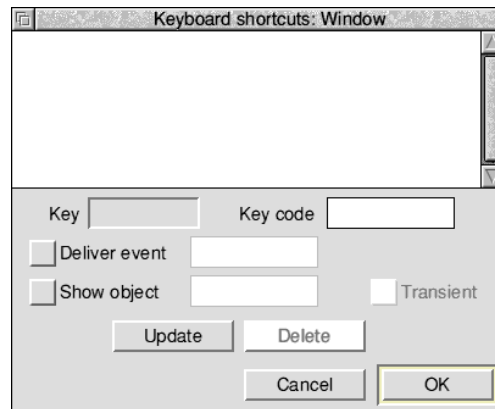 Keyboard shortcuts: Window
Key Key code
Deliver event
Show object Transient
Update Delete
Cancel OK